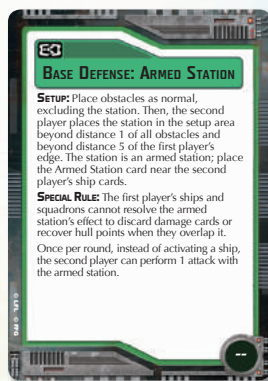 BASE DEFENSE: ARMED STATION
SETUP: Place obstacles as normal,
excluding the station. Then, the second
player places the station in the setup area
beyond distance 1 of all obstacles and
beyond distance 5 of the first player's
edge. The station is an armed station; place
the Armed Station card near the second
player's ship cards.
SPECIAL RULE: The first player's ships and
squadrons cannot resolve the armed
station's effect to discard damage cards or
recover hull points when they overlap it.
Once per round, instead of activating a ship,
the second player can perform 1 attack with
the armed station.
© LFL © FFG
--